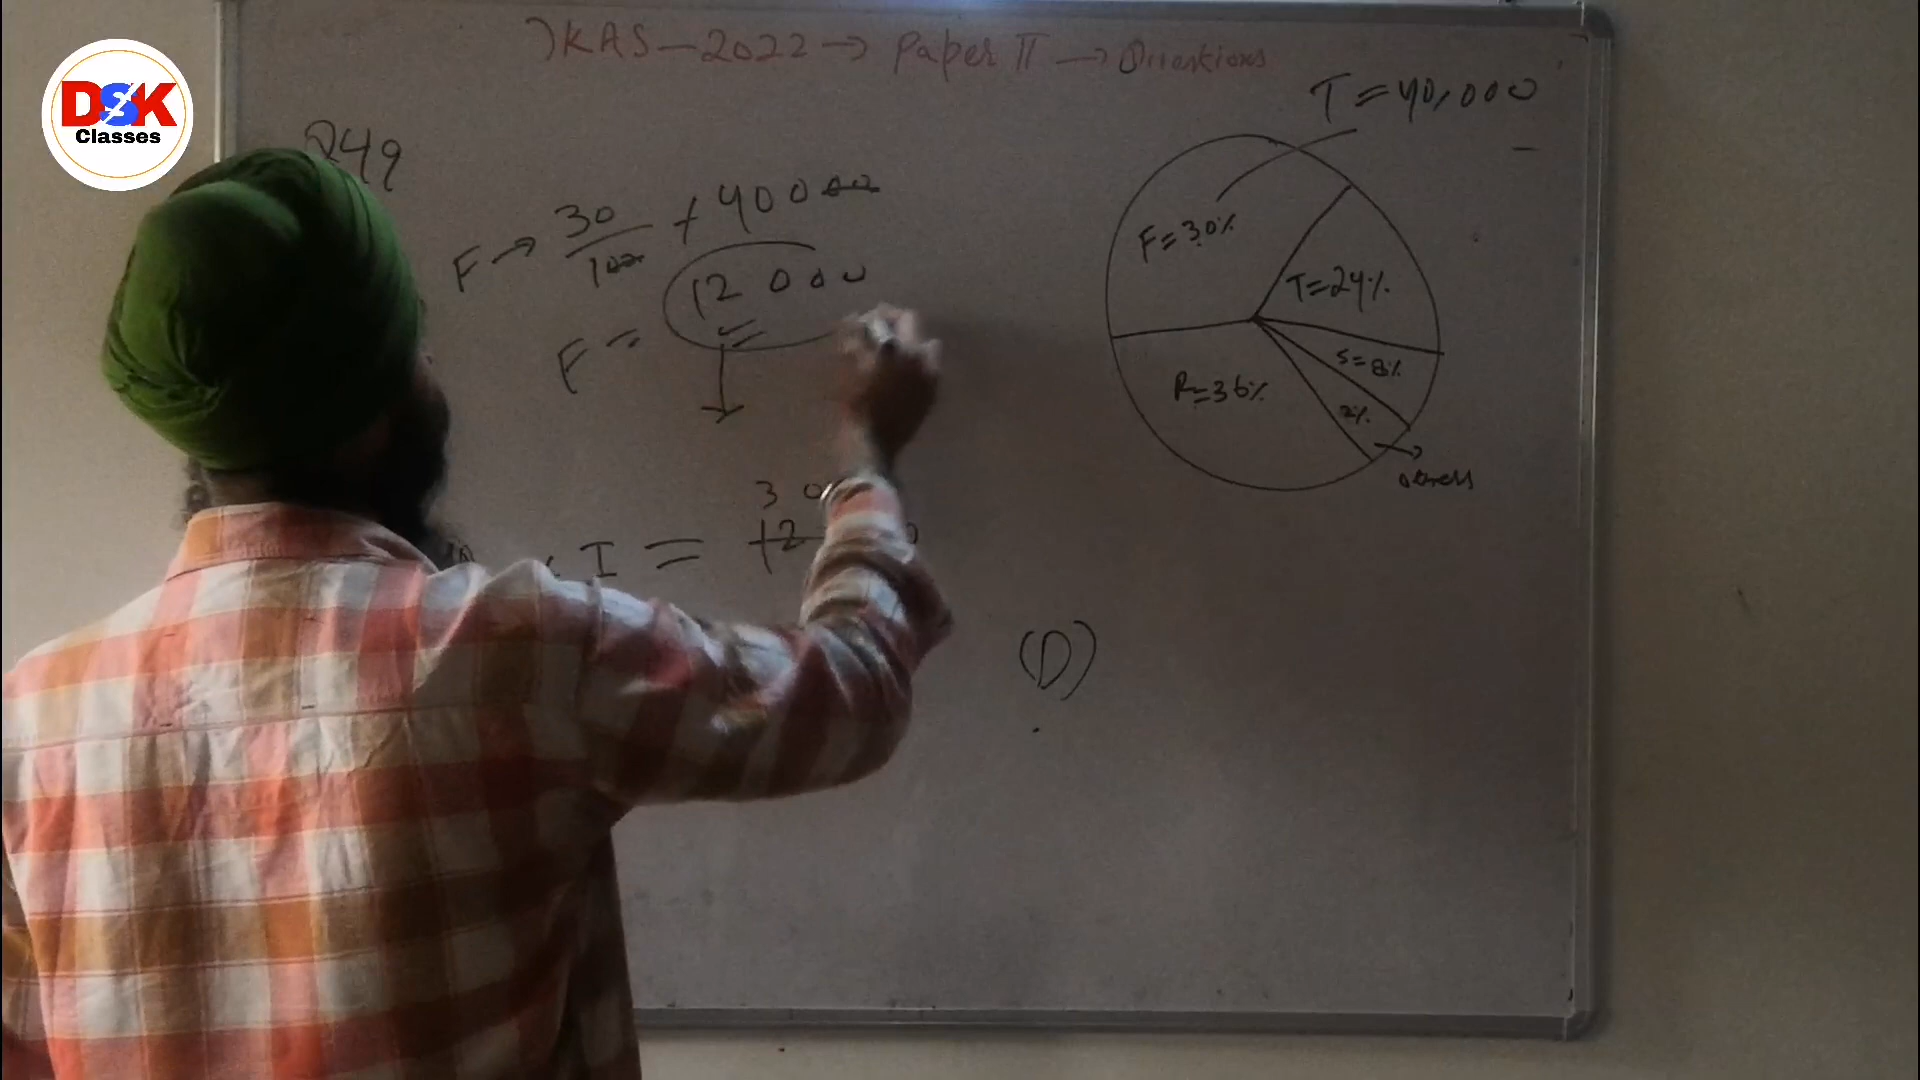 DSK
Classes
JKAS-2022→ Paper II → Questions
T=40,000
Q49
F → 30/100 + 40000
F = 12000
F=30%
T=24%
S=8%
R=36%
2%
others
I = 12
(D)